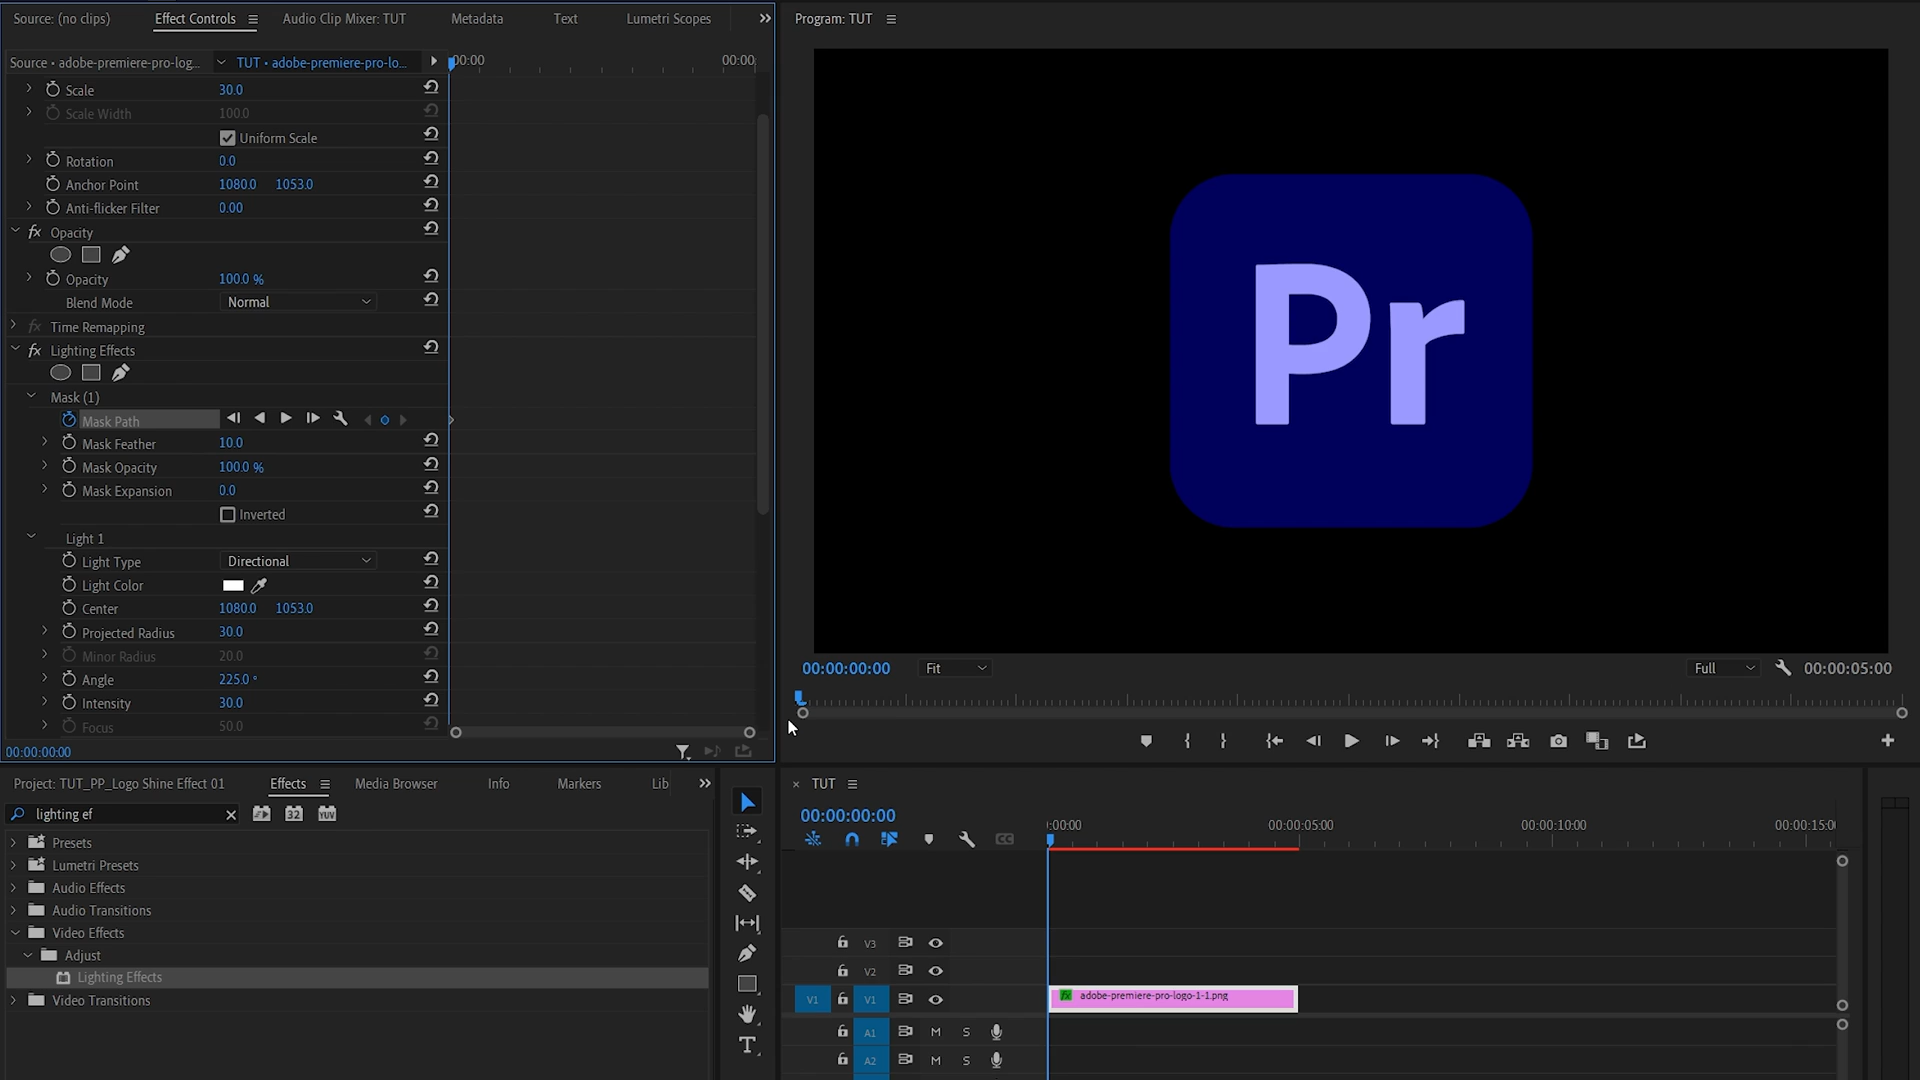 Source: (no clips)
Effect Controls
Audio Clip Mixer: TUT
Metadata
Text
Lumetri Scopes
Source • adobe-premiere-pro-log...
TUT • adobe-premiere-pro-lo...
00:00
00:00
Scale 30.0
Scale Width 100.0
Uniform Scale
Rotation 0.0
Anchor Point 1080.0 1053.0
Anti-flicker Filter 0.00
fx Opacity
Opacity 100.0 %
Blend Mode Normal
fx Time Remapping
fx Lighting Effects
Mask (1)
Mask Path
Mask Feather 10.0
Mask Opacity 100.0 %
Mask Expansion 0.0
Inverted
Light 1
Light Type Directional
Light Color
Center 1080.0 1053.0
Projected Radius 30.0
Minor Radius 20.0
Angle 225.0 °
Intensity 30.0
Focus 50.0
00:00:00:00
Program: TUT
Pr
00:00:00:00
Fit
Full
00:00:05:00
Project: TUT_PP_Logo Shine Effect 01
Effects
Media Browser
Info
Markers
Lib
lighting ef
32
YUV
Presets
Lumetri Presets
Audio Effects
Audio Transitions
Video Effects
Adjust
Lighting Effects
Video Transitions
T
TUT
00:00:00:00
CC
:00:00
00:00:05:00
00:00:10:00
00:00:15:0
V3
V2
V1 V1
fx adobe-premiere-pro-logo-1-1.png
A1 M S
A2 M S